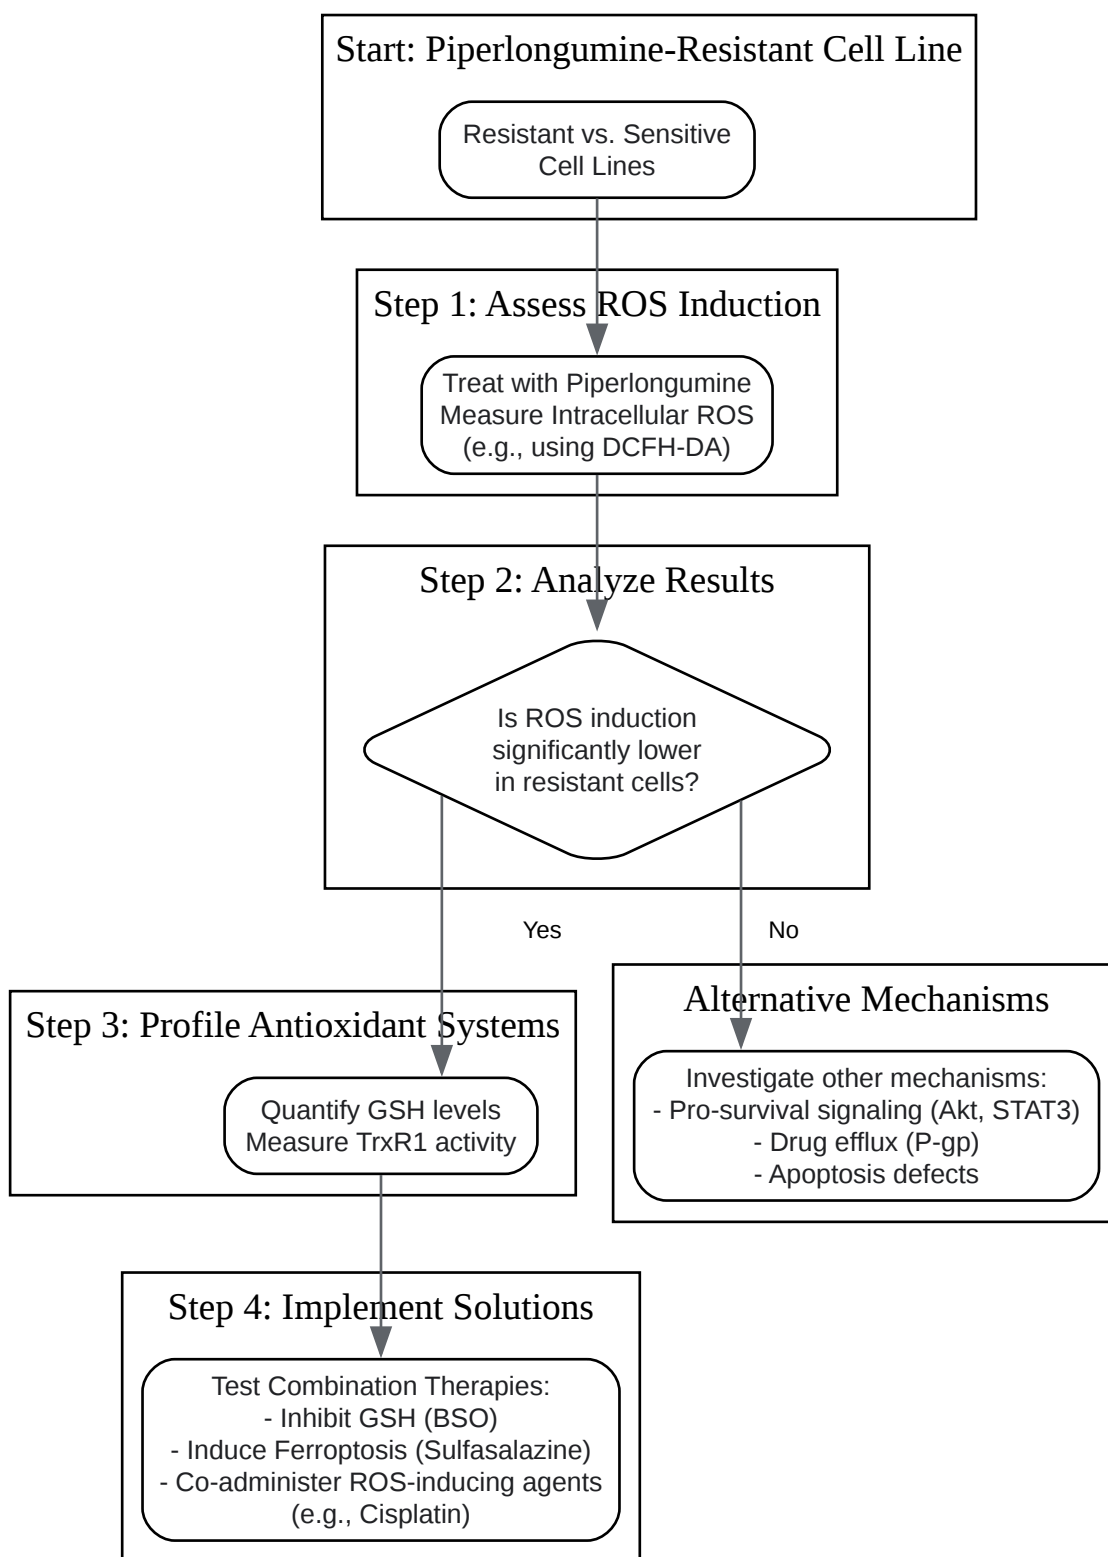 Start: Piperlongumine-Resistant Cell Line
Resistant vs. Sensitive
Cell Lines
Step 1: Assess ROS Induction
Treat with Piperlongumine
Measure Intracellular ROS
(e.g., using DCFH-DA)
Step 2: Analyze Results
Is ROS induction
significantly lower
in resistant cells?
Yes
No
Step 3: Profile Antioxidant Systems
Quantify GSH levels
Measure TrxR1 activity
Alternative Mechanisms
Investigate other mechanisms:
- Pro-survival signaling (Akt, STAT3)
- Drug efflux (P-gp)
- Apoptosis defects
Step 4: Implement Solutions
Test Combination Therapies:
- Inhibit GSH (BSO)
- Induce Ferroptosis (Sulfasalazine)
- Co-administer ROS-inducing agents
(e.g., Cisplatin)